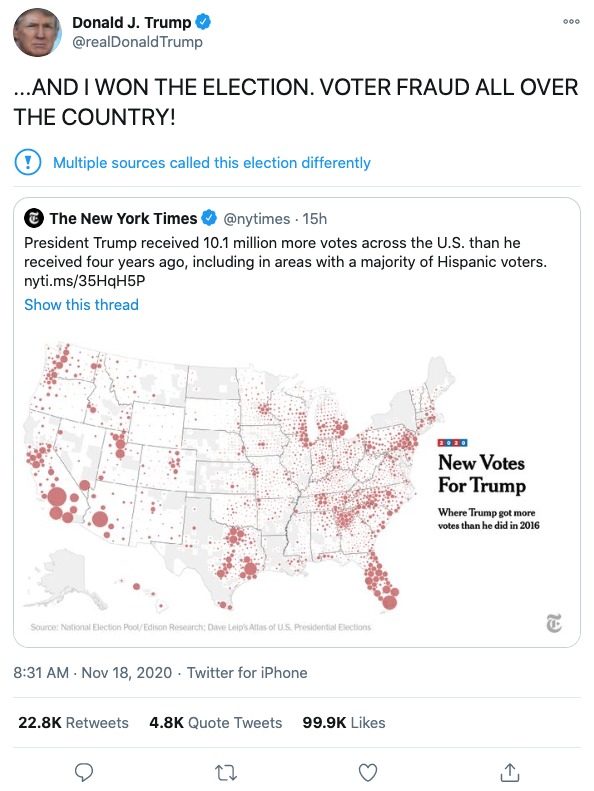 Donald J. Trump
@realDonaldTrump
...AND I WON THE ELECTION. VOTER FRAUD ALL OVER
THE COUNTRY!
Multiple sources called this election differently
The New York Times @nytimes · 15h
President Trump received 10.1 million more votes across the U.S. than he
received four years ago, including in areas with a majority of Hispanic voters.
nyti.ms/35HqH5P
Show this thread
2020
New Votes
For Trump
Where Trump got more
votes than he did in 2016
Source: National Election Pool/Edison Research; Dave Leip's Atlas of U.S. Presidential Elections
8:31 AM · Nov 18, 2020 · Twitter for iPhone
22.8K Retweets 4.8K Quote Tweets 99.9K Likes